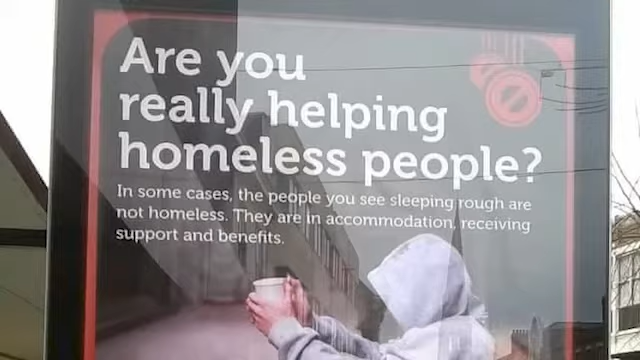 Are you
really helping
homeless people?
In some cases, the people you see sleeping rough are
not homeless. They are in accommodation, receiving
support and benefits.